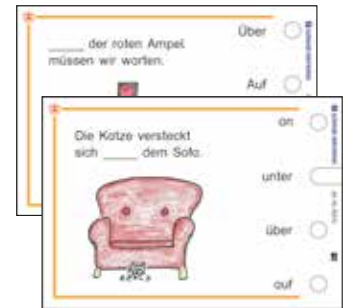 _____ der roten Ampel
müssen wir warten.
Über
Auf
Die Katze versteckt
sich _____ dem Sofa.
an
unter
über
auf